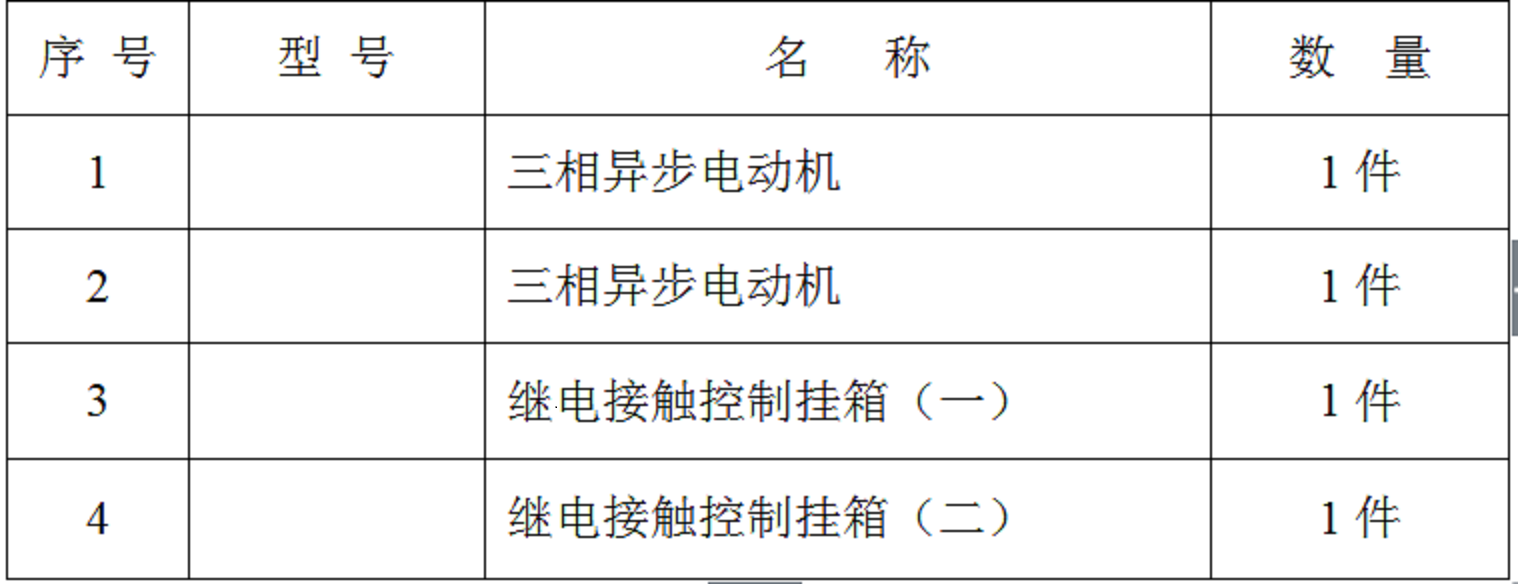 序 号 型 号 名 称 数 量
1 三相异步电动机 1 件
2 三相异步电动机 1 件
3 继电接触控制挂箱（一） 1 件
4 继电接触控制挂箱（二） 1 件